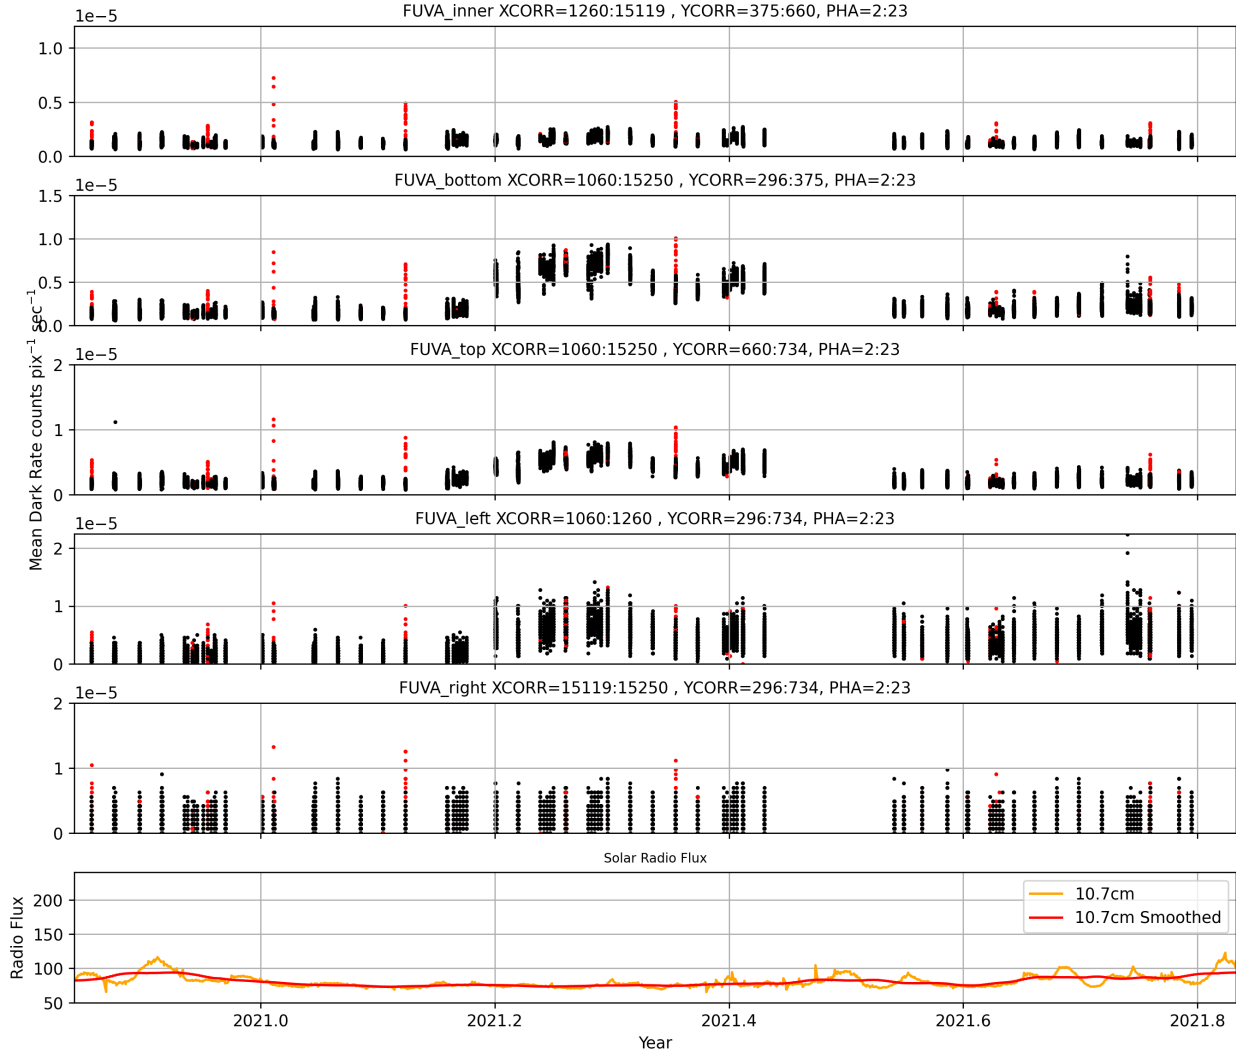 FUVA_inner XCORR=1260:15119 , YCORR=375:660, PHA=2:23
1e−5
1.0
0.5
0.0
FUVA_bottom XCORR=1060:15250 , YCORR=296:375, PHA=2:23
1e−5
1.5
1.0
0.5
0.0
FUVA_top XCORR=1060:15250 , YCORR=660:734, PHA=2:23
1e−5
2
1
0
Mean Dark Rate counts pix⁻¹ sec⁻¹
FUVA_left XCORR=1060:1260 , YCORR=296:734, PHA=2:23
1e−5
2
1
0
FUVA_right XCORR=15119:15250 , YCORR=296:734, PHA=2:23
1e−5
2
1
0
Solar Radio Flux
Radio Flux
200
150
100
50
10.7cm
10.7cm Smoothed
2021.0 2021.2 2021.4 2021.6 2021.8
Year